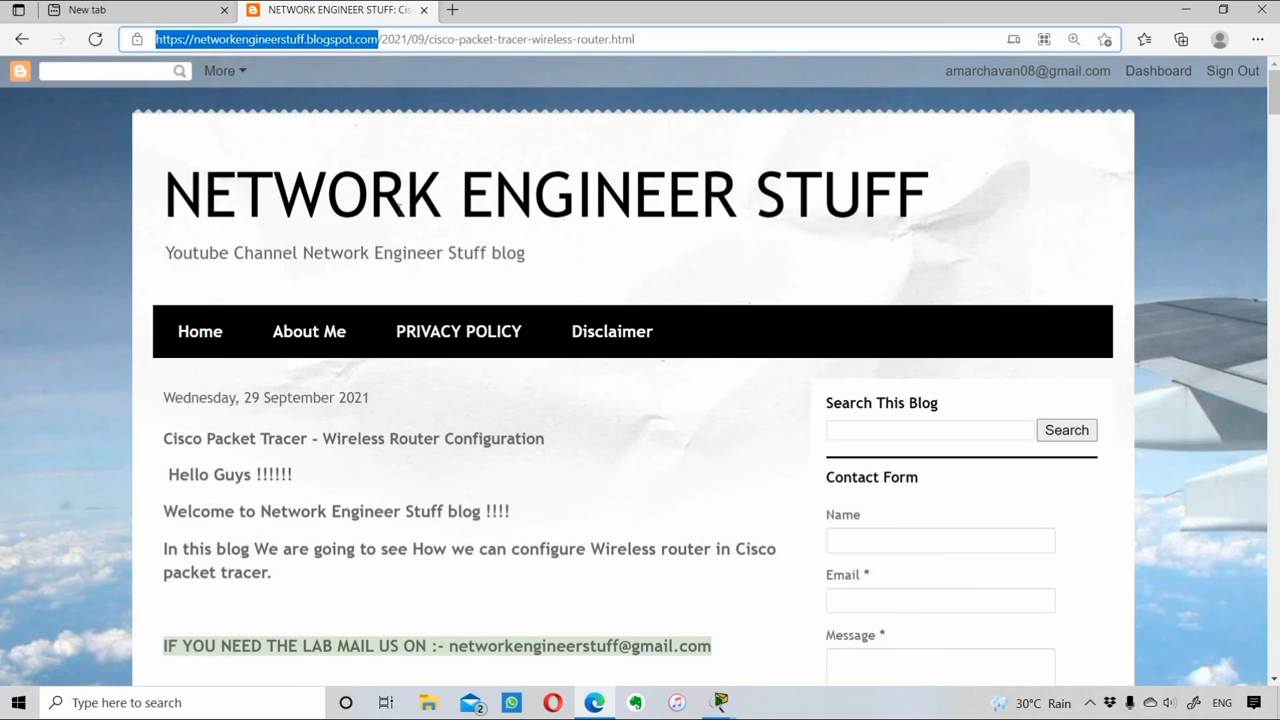 New tab
NETWORK ENGINEER STUFF: Cis
https://networkengineerstuff.blogspot.com/2021/09/cisco-packet-tracer-wireless-router.html
More
amarchavan08@gmail.com
Dashboard
Sign Out
NETWORK ENGINEER STUFF
Youtube Channel Network Engineer Stuff blog
Home
About Me
PRIVACY POLICY
Disclaimer
Wednesday, 29 September 2021
Cisco Packet Tracer - Wireless Router Configuration
Hello Guys !!!!!!
Welcome to Network Engineer Stuff blog !!!!
In this blog We are going to see How we can configure Wireless router in Cisco
packet tracer.
IF YOU NEED THE LAB MAIL US ON :- networkengineerstuff@gmail.com
Search This Blog
Search
Contact Form
Name
Email *
Message *
Type here to search
2
30°C Rain
ENG